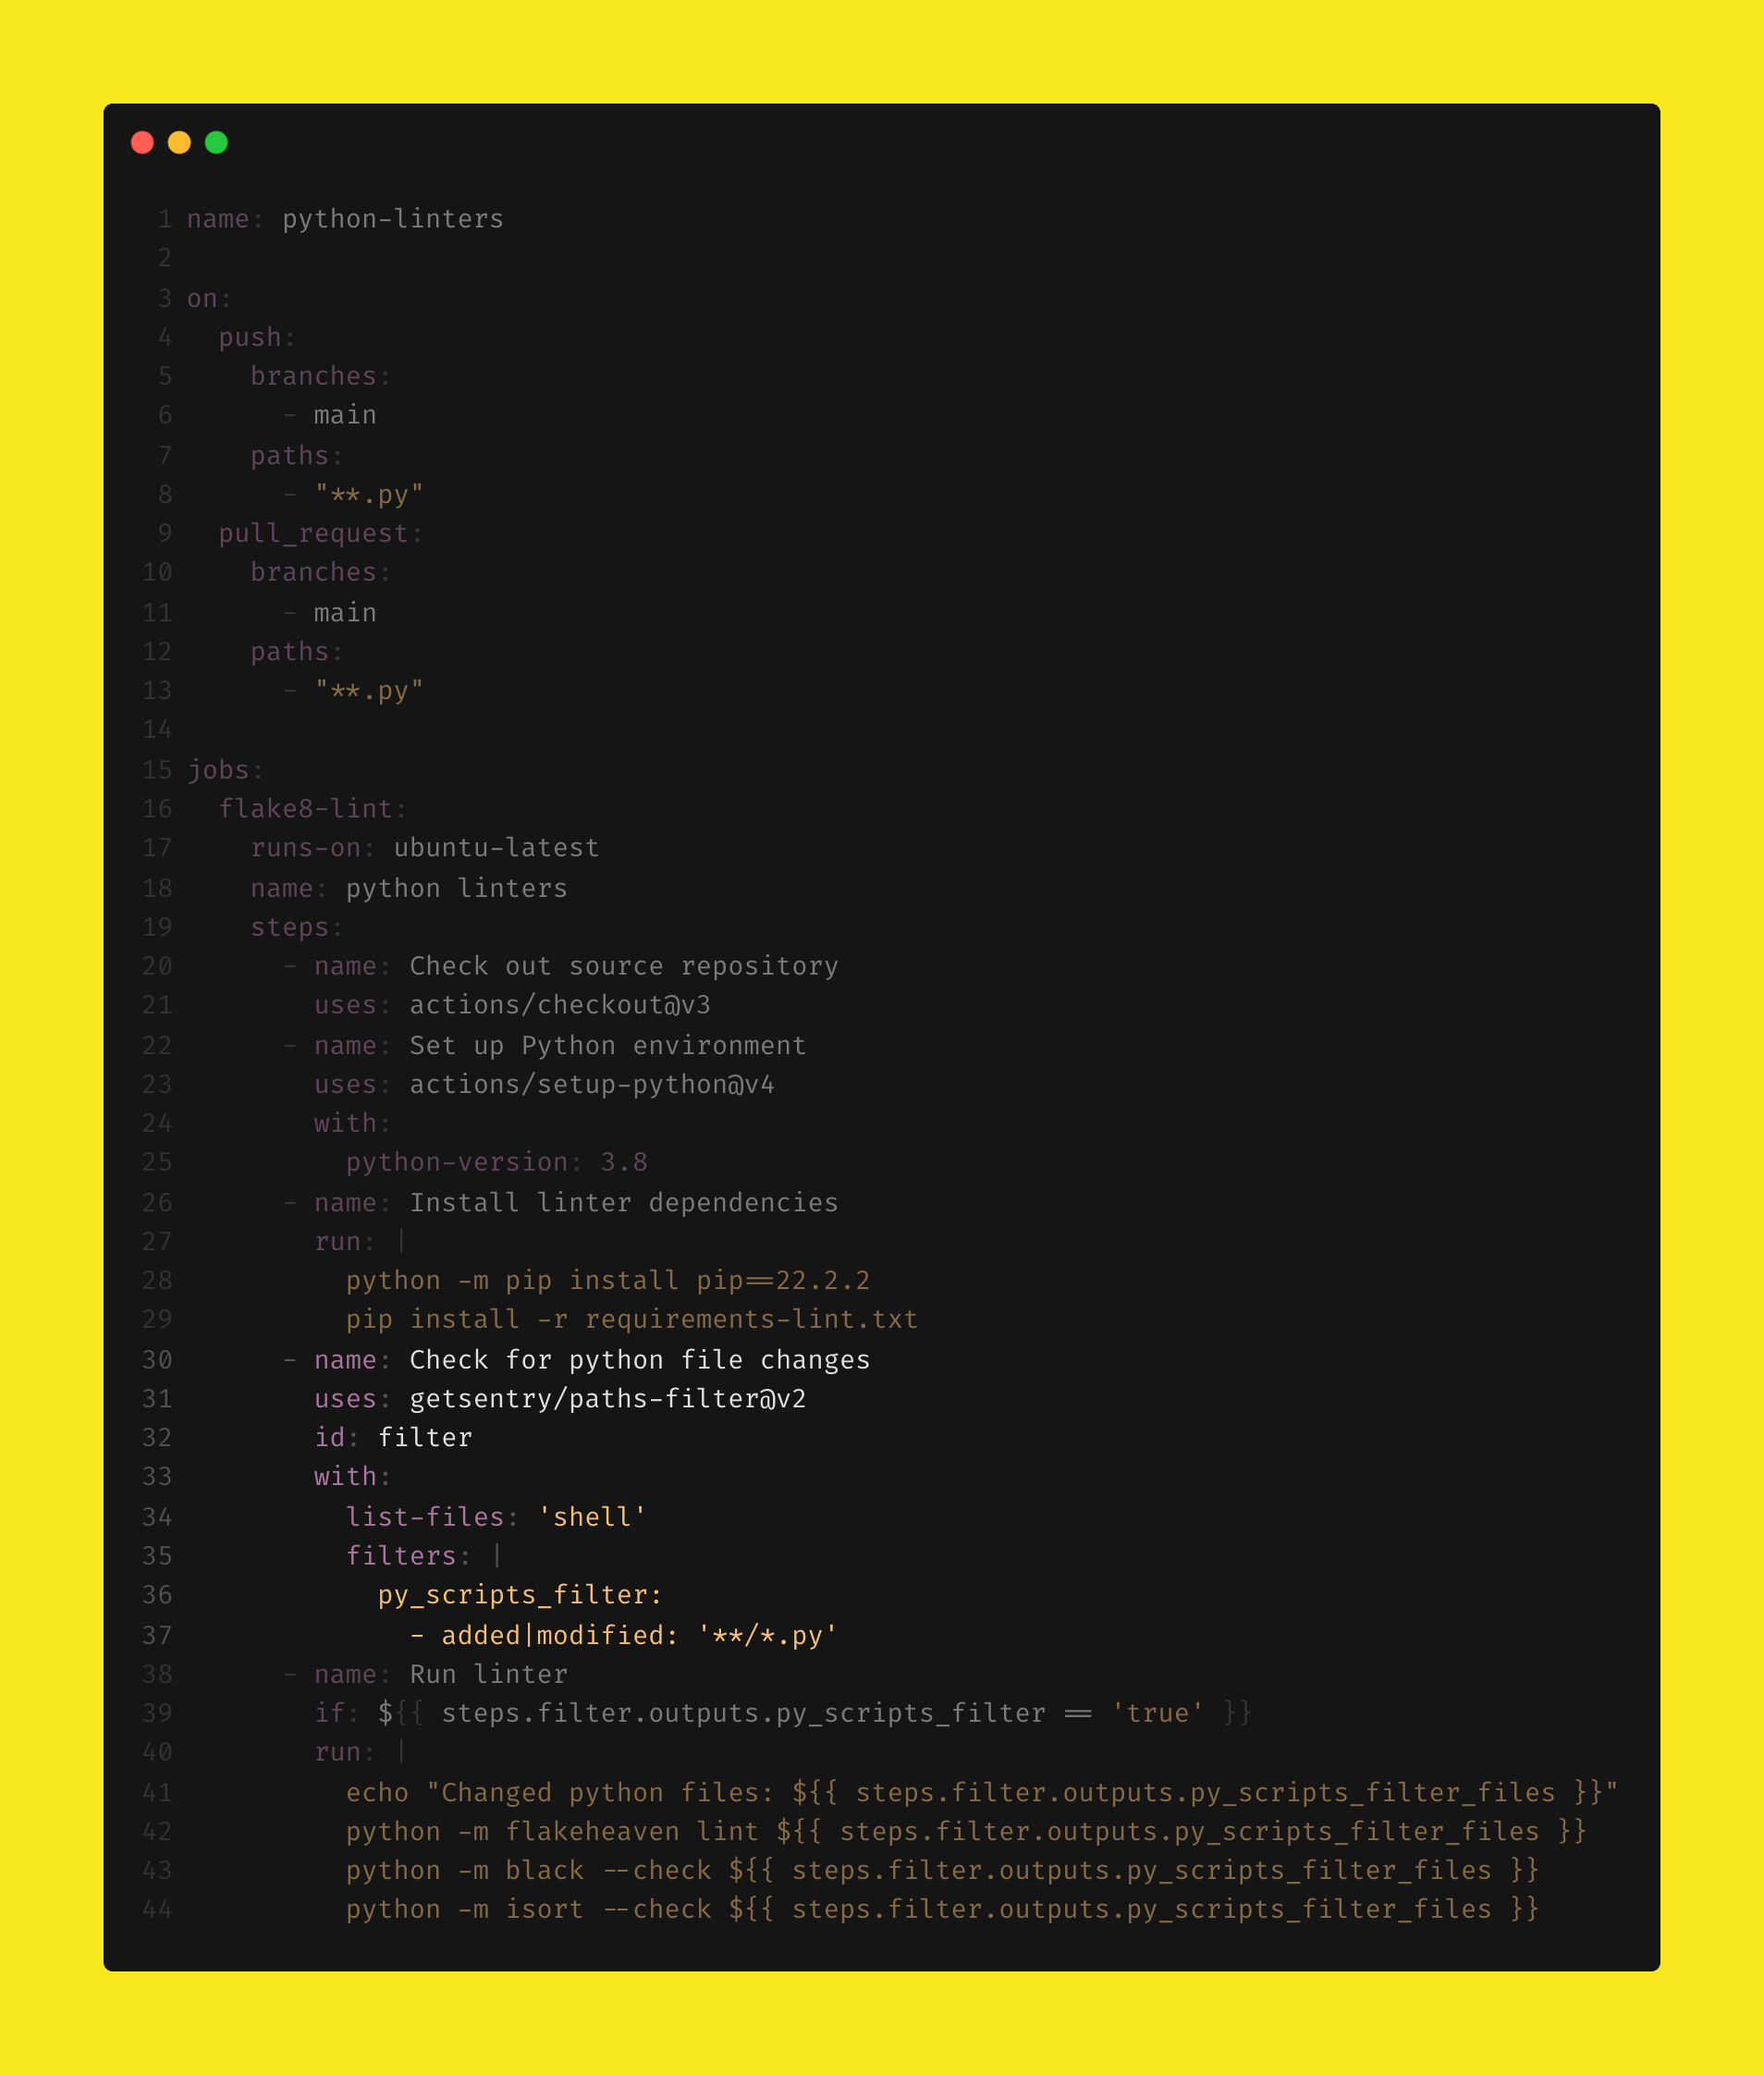 1 name: python-linters
2
3 on:
4   push:
5     branches:
6       - main
7     paths:
8       - "**.py"
9   pull_request:
10     branches:
11       - main
12     paths:
13       - "**.py"
14
15 jobs:
16   flake8-lint:
17     runs-on: ubuntu-latest
18     name: python linters
19     steps:
20       - name: Check out source repository
21         uses: actions/checkout@v3
22       - name: Set up Python environment
23         uses: actions/setup-python@v4
24         with:
25           python-version: 3.8
26       - name: Install linter dependencies
27         run: |
28           python -m pip install pip==22.2.2
29           pip install -r requirements-lint.txt
30       - name: Check for python file changes
31         uses: getsentry/paths-filter@v2
32         id: filter
33         with:
34           list-files: 'shell'
35           filters: |
36             py_scripts_filter:
37               - added|modified: '**/*.py'
38       - name: Run linter
39         if: ${{ steps.filter.outputs.py_scripts_filter == 'true' }}
40         run: |
41           echo "Changed python files: ${{ steps.filter.outputs.py_scripts_filter_files }}"
42           python -m flakeheaven lint ${{ steps.filter.outputs.py_scripts_filter_files }}
43           python -m black --check ${{ steps.filter.outputs.py_scripts_filter_files }}
44           python -m isort --check ${{ steps.filter.outputs.py_scripts_filter_files }}